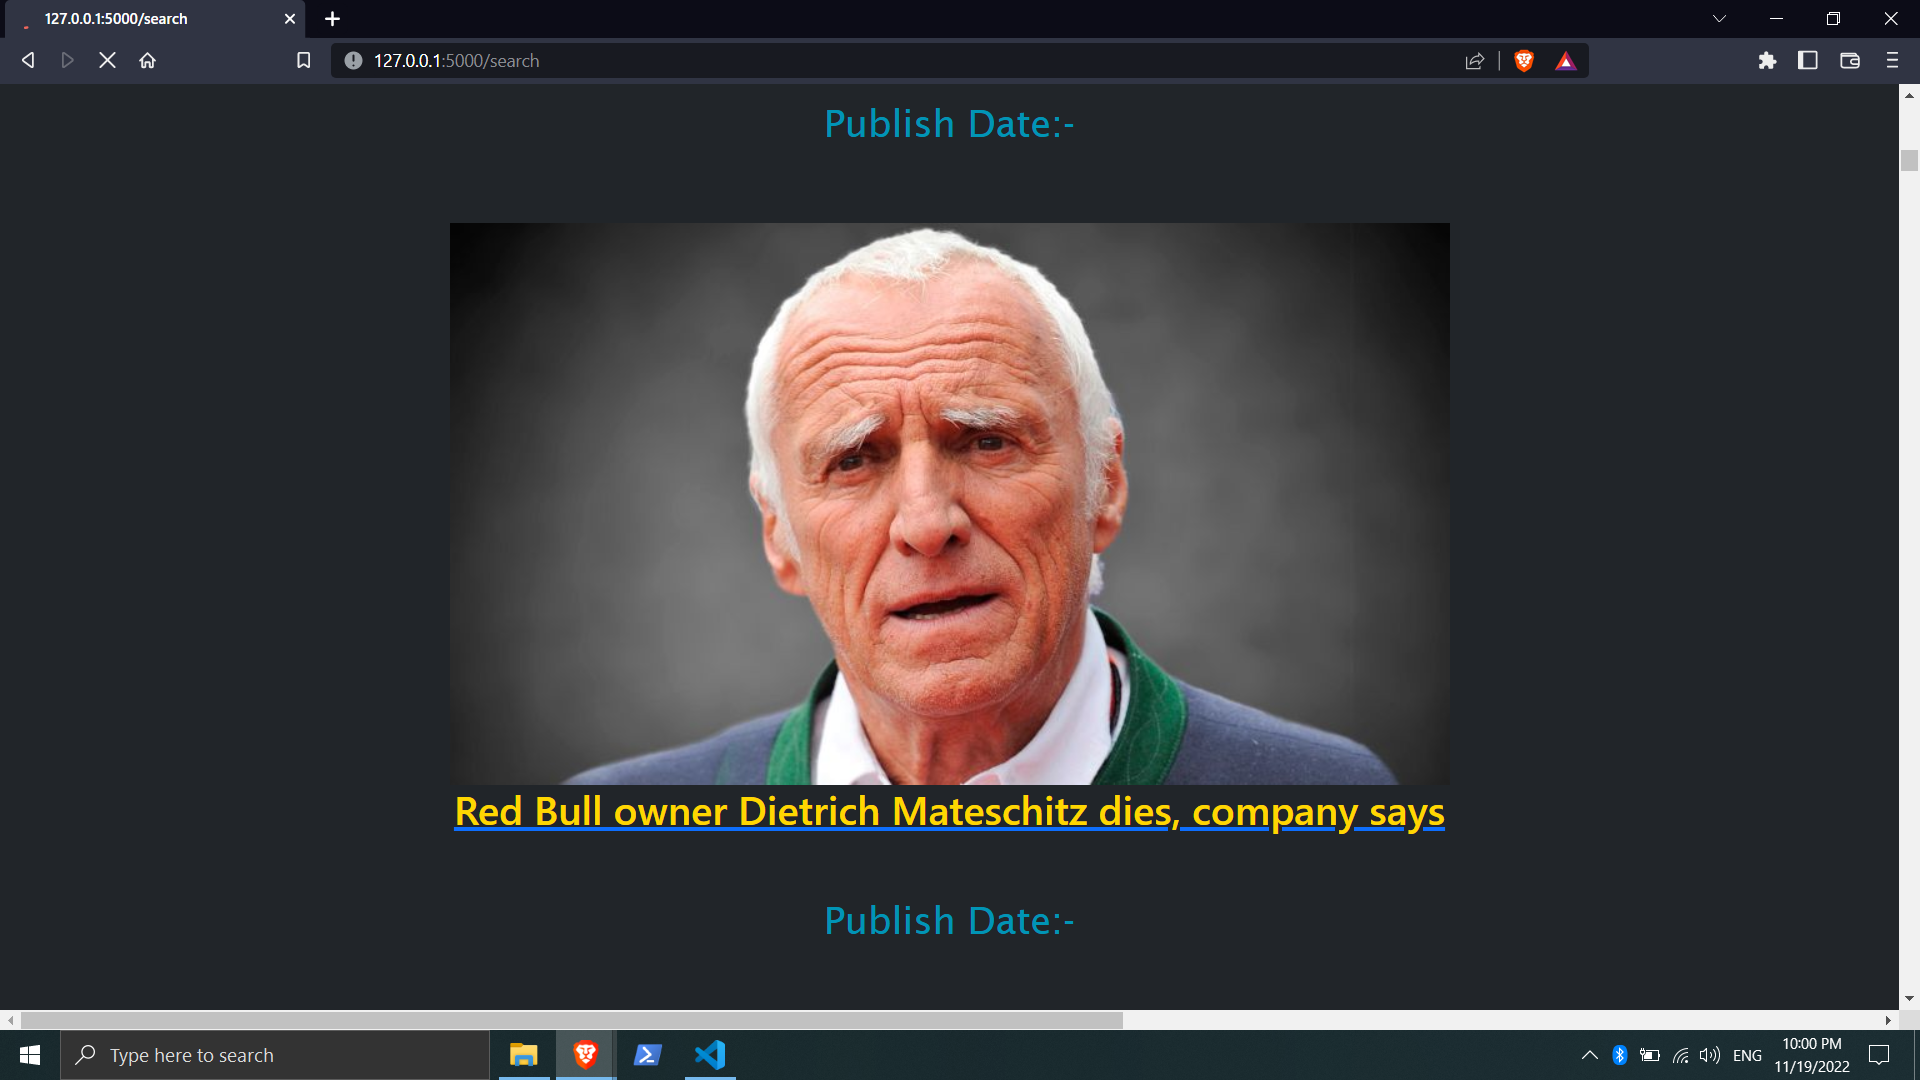 127.0.0.1:5000/search
127.0.0.1:5000/search
Publish Date:-
Red Bull owner Dietrich Mateschitz dies, company says
Publish Date:-
Type here to search
ENG
10:00 PM
11/19/2022